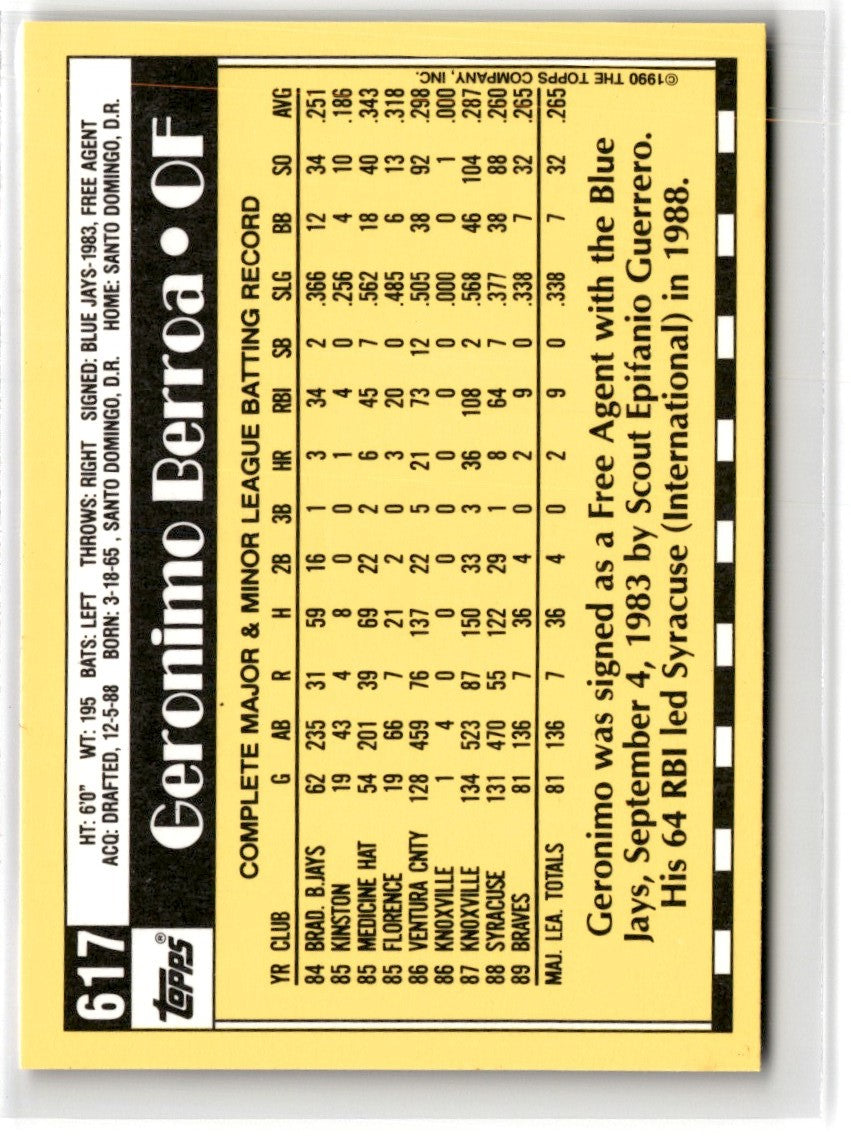 617
HT: 6'0" WT: 195 BATS: LEFT THROWS: RIGHT SIGNED: BLUE JAYS-1983, FREE AGENT
ACQ: DRAFTED, 12-5-88 BORN: 3-18-65, SANTO DOMINGO, D.R. HOME: SANTO DOMINGO, D.R.
TOPPS®
Geronimo Berroa • OF
COMPLETE MAJOR & MINOR LEAGUE BATTING RECORD
YR CLUB G AB R H 2B 3B HR RBI SB SLG BB SO AVG
84 BRAD. B.JAYS 62 235 31 59 16 1 3 34 2 .366 12 34 .251
85 KINSTON 19 43 4 8 0 0 1 4 0 .256 4 10 .186
85 MEDICINE HAT 54 201 39 69 22 2 6 45 7 .562 18 40 .343
85 FLORENCE 19 66 7 21 2 0 3 20 0 .485 6 13 .318
86 VENTURA CNTY 128 459 76 137 22 5 21 73 12 .505 38 92 .298
86 KNOXVILLE 1 4 0 0 0 0 0 0 0 .000 0 1 .000
87 KNOXVILLE 134 523 87 150 33 3 36 108 2 .568 46 104 .287
88 SYRACUSE 131 470 55 122 29 1 8 64 7 .377 38 88 .260
89 BRAVES 81 136 7 36 4 0 2 9 0 .338 7 32 .265
MAJ. LEA. TOTALS 81 136 7 36 4 0 2 9 0 .338 7 32 .265
Geronimo was signed as a Free Agent with the Blue
Jays, September 4, 1983 by Scout Epifanio Guerrero.
His 64 RBI led Syracuse (International) in 1988.
©1990 THE TOPPS COMPANY, INC.